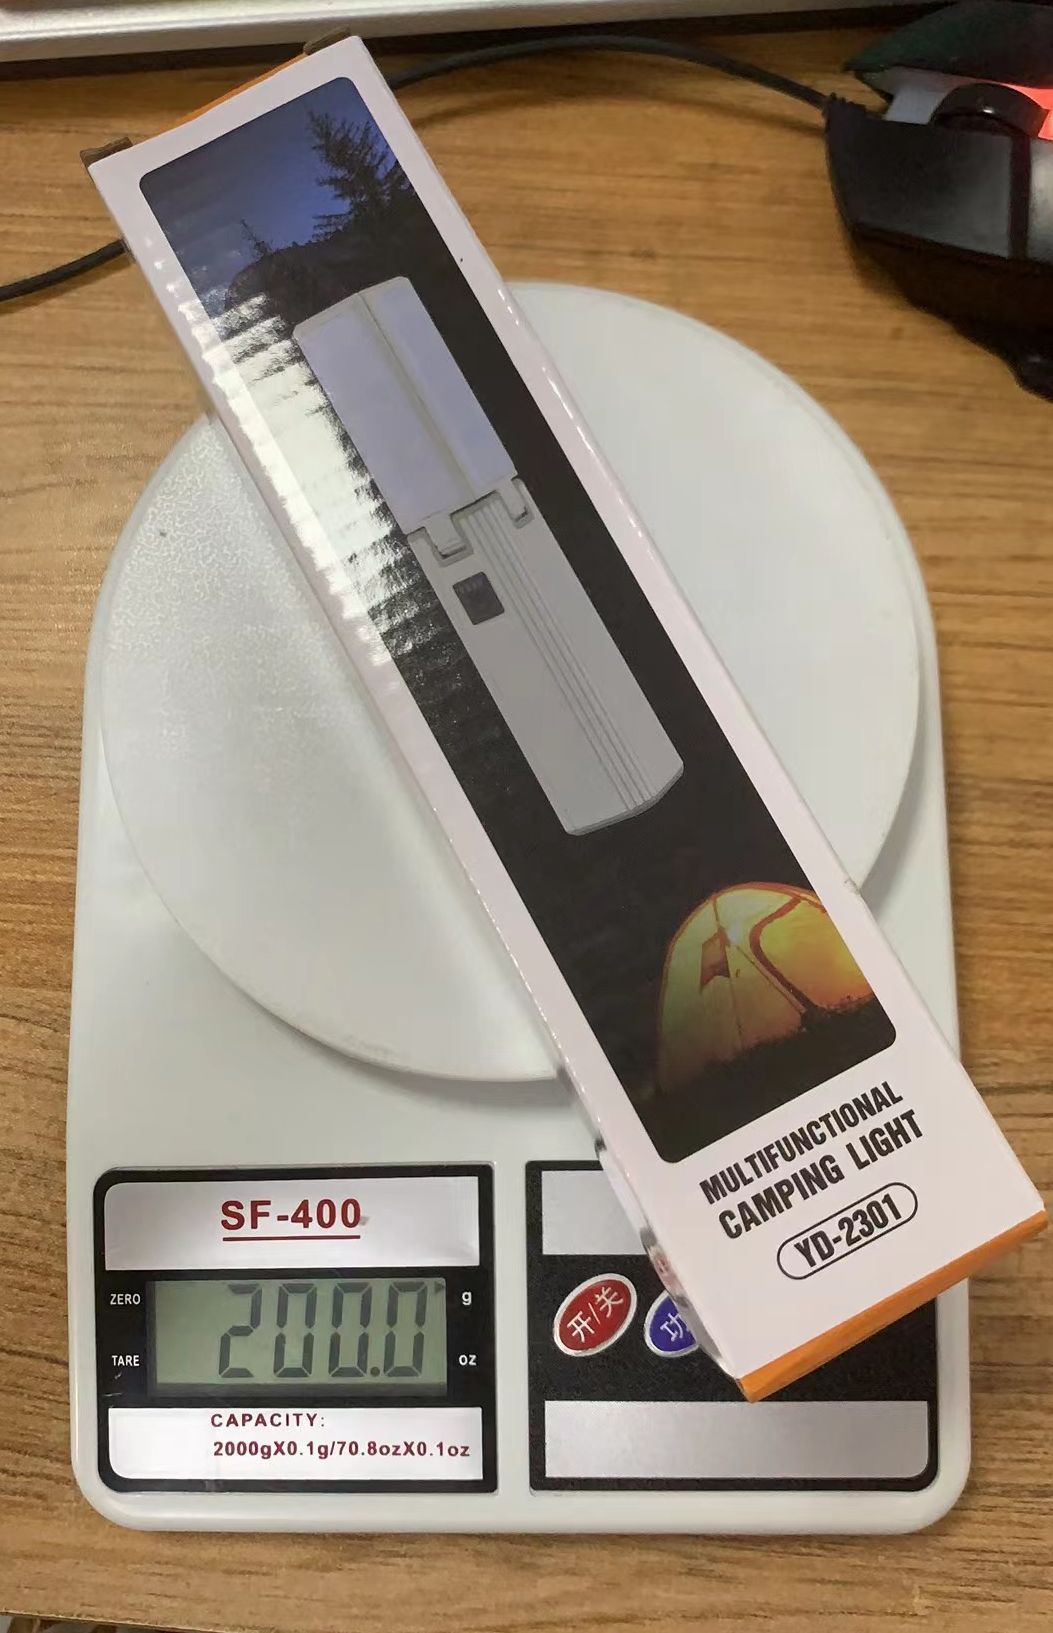 MULTIFUNCTIONAL
CAMPING LIGHT
YD-2301
SF-400
ZERO
TARE
200.0
g
oz
开/关
功
CAPACITY:
2000gX0.1g/70.8ozX0.1oz